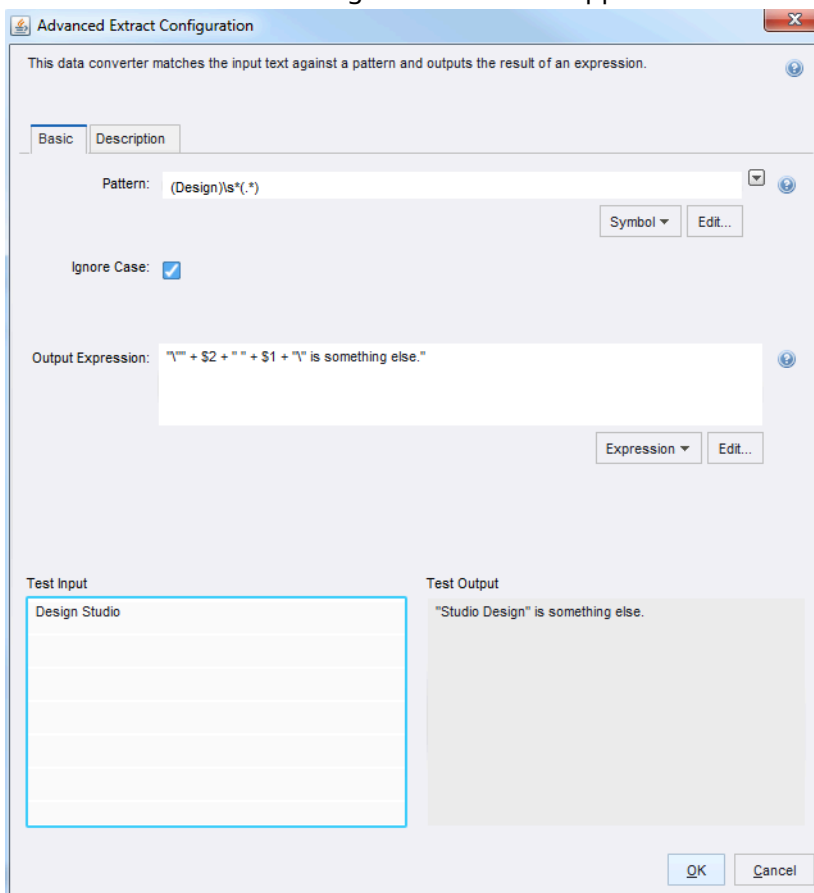 Advanced Extract Configuration
This data converter matches the input text against a pattern and outputs the result of an expression.
Basic Description
Pattern: (Design)\s*(.*)
Symbol Edit...
Ignore Case:
Output Expression: "\"" + $2 + " " + $1 + "\" is something else."
Expression Edit...
Test Input Test Output
Design Studio "Studio Design" is something else.
OK Cancel